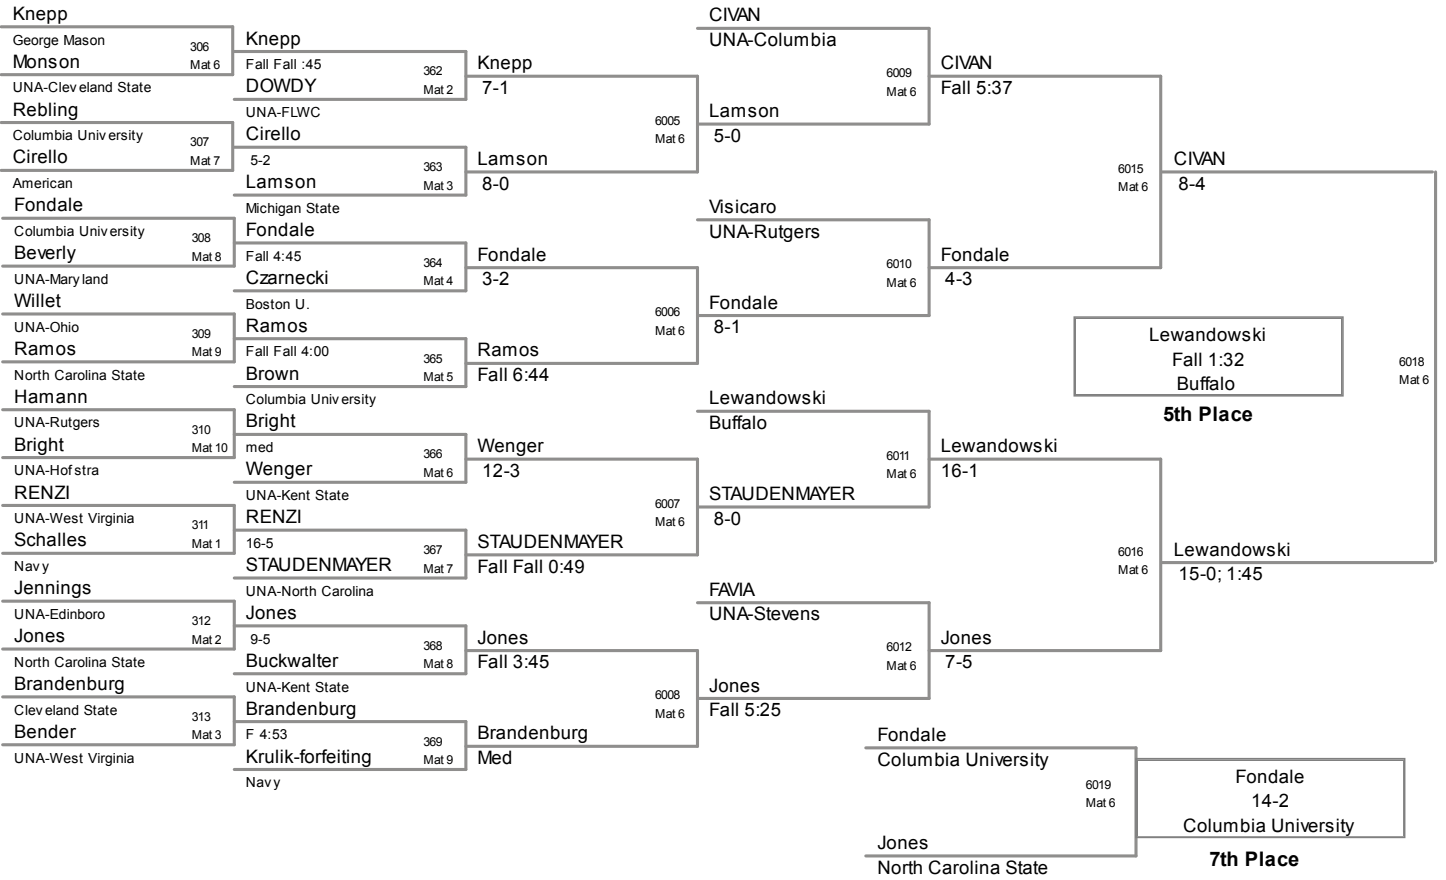 Knepp
George Mason
306
Monson
Mat 6
UNA-Cleveland State
Rebling
Columbia University
307
Cirello
Mat 7
American
Fondale
Columbia University
308
Beverly
Mat 8
UNA-Maryland
Willet
UNA-Ohio
309
Ramos
Mat 9
North Carolina State
Hamann
UNA-Rutgers
310
Bright
Mat 10
UNA-Hofstra
RENZI
UNA-West Virginia
311
Schalles
Mat 1
Navy
Jennings
UNA-Edinboro
312
Jones
Mat 2
North Carolina State
Brandenburg
Cleveland State
313
Bender
Mat 3
UNA-West Virginia
Knepp
Fall Fall :45
362
DOWDY
Mat 2
UNA-FLWC
Cirello
5-2
363
Lamson
Mat 3
Michigan State
Fondale
Fall 4:45
364
Czarnecki
Mat 4
Boston U.
Ramos
Fall Fall 4:00
365
Brown
Mat 5
Columbia University
Bright
med
366
Wenger
Mat 6
UNA-Kent State
RENZI
16-5
367
STAUDENMAYER
Mat 7
UNA-North Carolina
Jones
9-5
368
Buckwalter
Mat 8
UNA-Kent State
Brandenburg
F 4:53
369
Krulik-forfeiting
Mat 9
Navy
Knepp
7-1
6005
Mat 6
Lamson
8-0
Fondale
3-2
6006
Mat 6
Ramos
Fall 6:44
Wenger
12-3
6007
Mat 6
STAUDENMAYER
Fall Fall 0:49
Jones
Fall 3:45
6008
Mat 6
Brandenburg
Med
CIVAN
UNA-Columbia
6009
Mat 6
Lamson
5-0
Visicaro
UNA-Rutgers
6010
Mat 6
Fondale
8-1
Lewandowski
Buffalo
6011
Mat 6
STAUDENMAYER
8-0
FAVIA
UNA-Stevens
6012
Mat 6
Jones
Fall 5:25
CIVAN
Fall 5:37
6015
Mat 6
Fondale
4-3
Lewandowski
16-1
6016
Mat 6
Jones
7-5
CIVAN
8-4
6018
Mat 6
Lewandowski
15-0; 1:45
Lewandowski
Fall 1:32
Buffalo
5th Place
Fondale
Columbia University
6019
Mat 6
Jones
North Carolina State
Fondale
14-2
Columbia University
7th Place